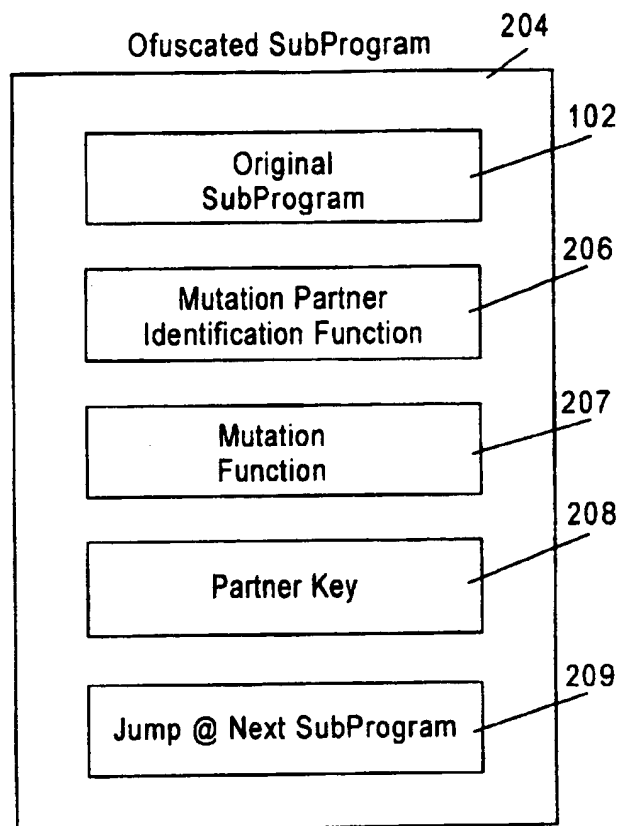 Ofuscated SubProgram
204
102
Original
SubProgram
206
Mutation Partner
Identification Function
207
Mutation
Function
208
Partner Key
209
Jump @ Next SubProgram